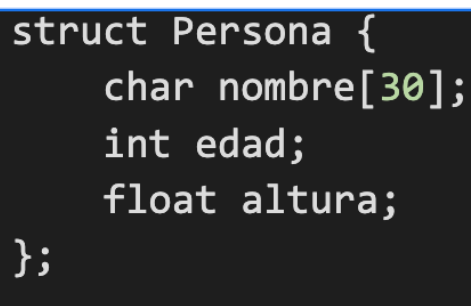 struct Persona {
    char nombre[30];
    int edad;
    float altura;
};